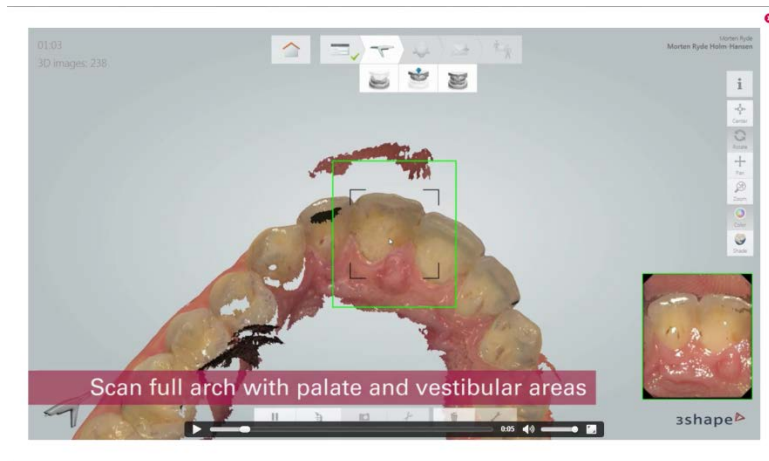 01:03
3D images: 238
Morten Ryde
Morten Ryde Holm-Hansen
i
Center
Rotate
Pan
Zoom
Color
Shade
Scan full arch with palate and vestibular areas
0:05
3shape